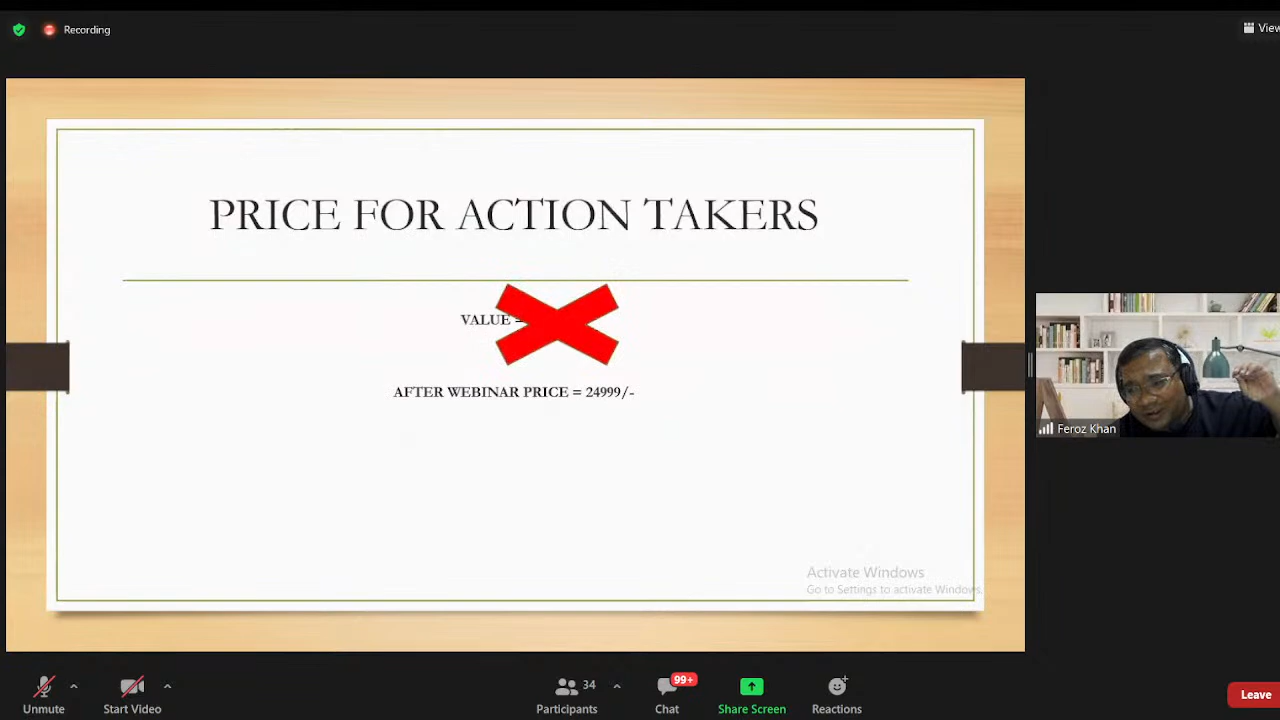 Recording
View
PRICE FOR ACTION TAKERS
VALUE =
AFTER WEBINAR PRICE = 24999/-
Feroz Khan
Activate Windows
Go to Settings to activate Windows.
Unmute
Start Video
34
Participants
99+
Chat
Share Screen
Reactions
Leave